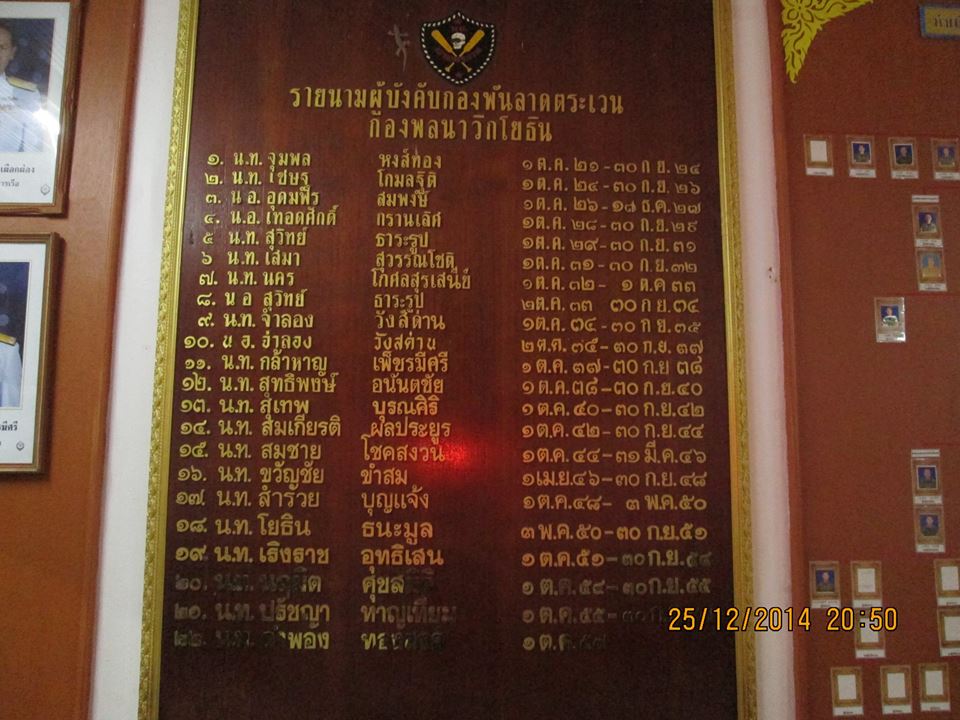 รายนามผู้บังคับกองพันลาดตระเวน
กองพลนาวิกโยธิน
๑. น.ท. จุมพล หงส์ทอง ๑ ต.ค. ๒๑ - ๓๐ ก.ย. ๒๔
๒. น.ท. เชษฐ โกมลฐิติ ๑ ต.ค. ๒๔ - ๓๐ ก.ย. ๒๖
๓. น.อ. อุดมพร สมพงษ์ ๑ ต.ค. ๒๖ - ๑๗ ธ.ค. ๒๗
๔. น.อ. เทอดศักดิ์ กรานเลิศ ๑ ต.ค. ๒๘ - ๓๐ ก.ย. ๒๙
๕ น.ท. สุวิทย์ ธาระรูป ๑ ต.ค. ๒๙ - ๓๐ ก.ย. ๓๑
๖ น.ท. เสมา สุวรรณโชติ ๑ ต.ค. ๓๑ - ๓๐ ก.ย. ๓๒
๗. น.ท. นคร โกศลสุรเสนีย์ ๑ ต.ค. ๓๒ - ๑ ต.ค ๓๓
๘. น อ สุวิทย์ ธาระรูป ๒ ต.ค. ๓๓ ๓๐ ก.ย. ๓๔
๙. น.ท. จำลอง วังสีด่าน ๑ ต.ค. ๓๔ - ๓๐ ก.ย. ๓๕
๑๐. น.อ. จำลอง ๒ ต.ค. ๓๕ - ๓๐ ก.ย. ๓๗
๑๑. น.ท. กล้าหาญ เพ็ชรมีศรี ๑ ต.ค. ๓๗ - ๓๐ ก.ย ๓๘
๑๒. น.ท. สุทธิพงษ์ อนันตชัย ๑ ต.ค. ๓๘ - ๓๐ ก.ย. ๔๐
๑๓. น.ท. สุเทพ บุรณศิริ ๑ ต.ค. ๔๐ - ๓๐ ก.ย. ๔๒
๑๔. น.ท. สมเกียรติ ผลประยูร ๑ ต.ค. ๔๒ - ๓๐ ก.ย. ๔๔
๑๕. น.ท. สมชาย โชคสงวน ๑ ต.ค. ๔๔ - ๓๑ มี.ค. ๔๖
๑๖. น.ท. ขวัญชัย ขำสม ๑ เม.ย. ๔๖ - ๓๐ ก.ย. ๔๘
๑๗ น.ท. สำรวย บุญแจ้ง ๑ ต.ค. ๔๘ - ๓ พ.ค. ๕๐
๑๘. น.ท. โยธิน ธนะมูล ๓ พ.ค. ๕๐ - ๓๐ ก.ย. ๕๑
๑๙. น.ท. เริงราช อุทธิเสน ๑ ต.ค. ๕๑ - ๓๐ ก.ย. ๕๔
๒๐. น.ท. ๑ ต.ค. ๕๔ - ๓๐ ก.ย. ๕๕
๒๑. น.ท. ปรัชญา หาญเทียม ๑ ต.ค. ๕๕ - ๓๐
๒๒. น.ท. ๑ ต.ค. ๕๗
25/12/2014 20:50